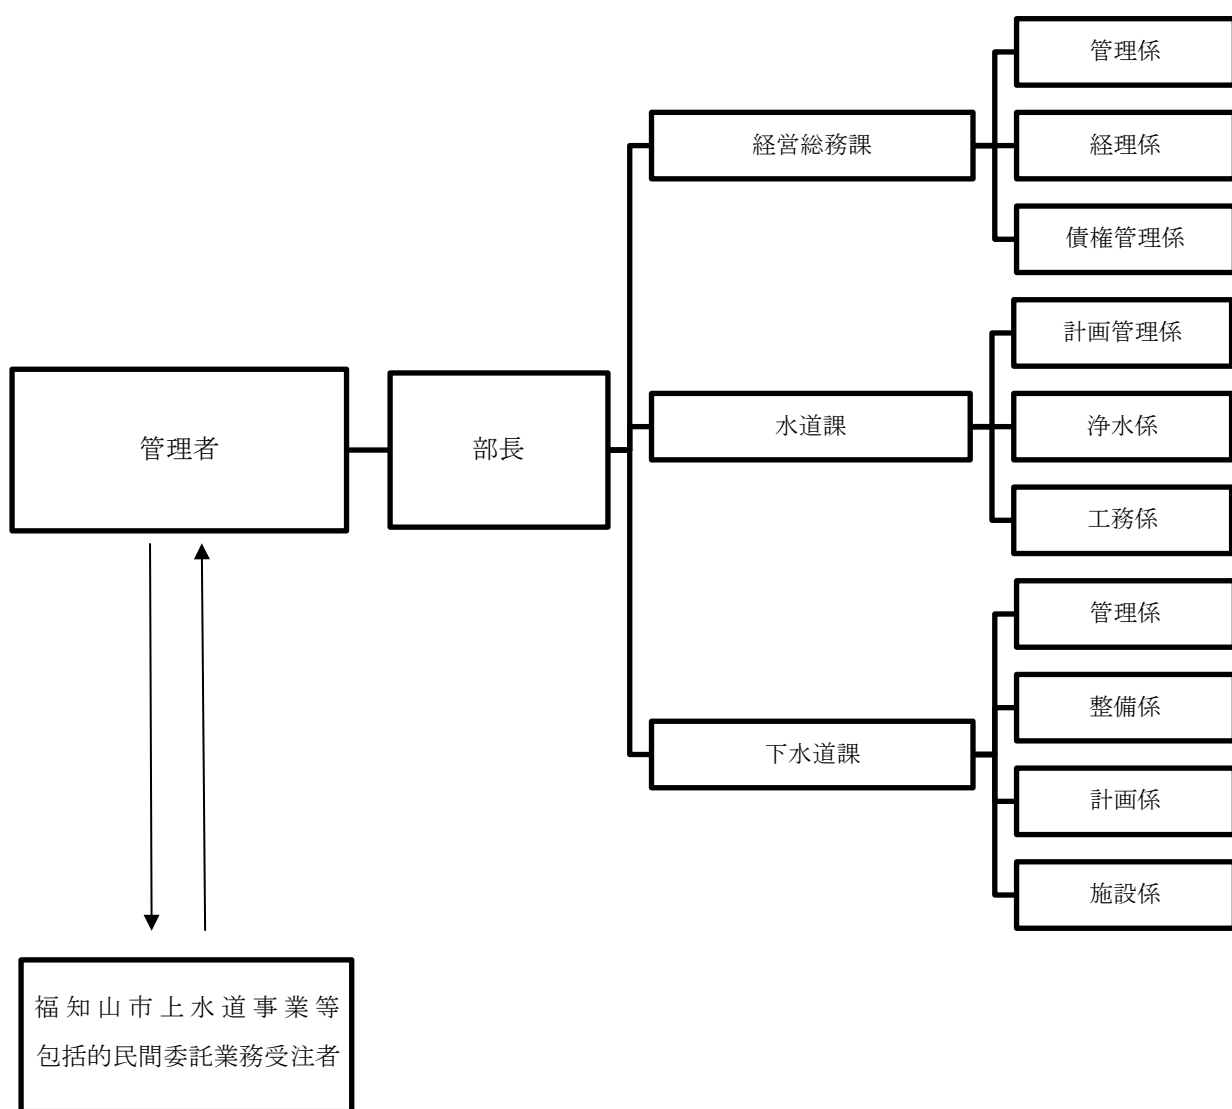 管理者
部長
経営総務課
管理係
経理係
債権管理係
水道課
計画管理係
浄水係
工務係
下水道課
管理係
整備係
計画係
施設係
福知山市上水道事業等
包括的民間委託業務受注者